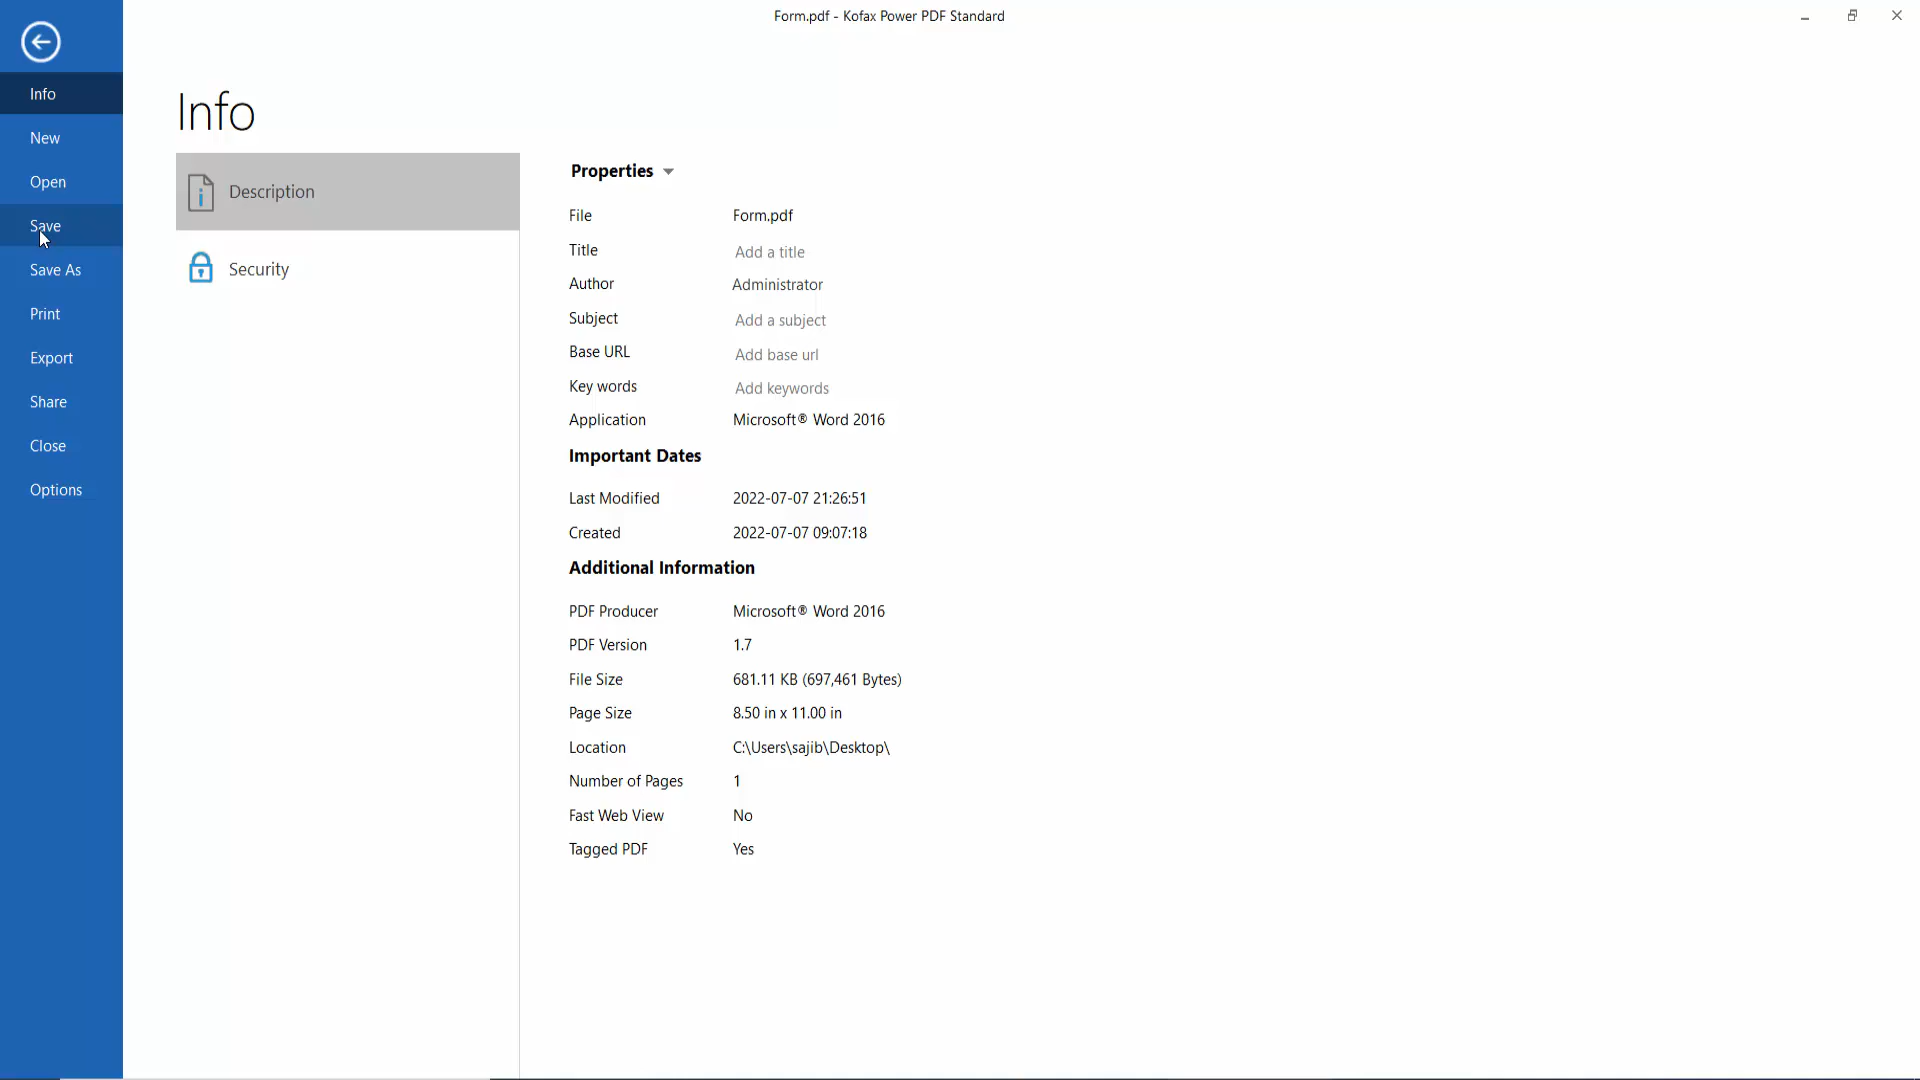 Form.pdf - Kofax Power PDF Standard
Info
New
Open
Save
Save As
Print
Export
Share
Close
Options
Info
Description
Security
Properties
File Form.pdf
Title Add a title
Author Administrator
Subject Add a subject
Base URL Add base url
Key words Add keywords
Application Microsoft® Word 2016
Important Dates
Last Modified 2022-07-07 21:26:51
Created 2022-07-07 09:07:18
Additional Information
PDF Producer Microsoft® Word 2016
PDF Version 1.7
File Size 681.11 KB (697,461 Bytes)
Page Size 8.50 in x 11.00 in
Location C:\Users\sajib\Desktop\
Number of Pages 1
Fast Web View No
Tagged PDF Yes